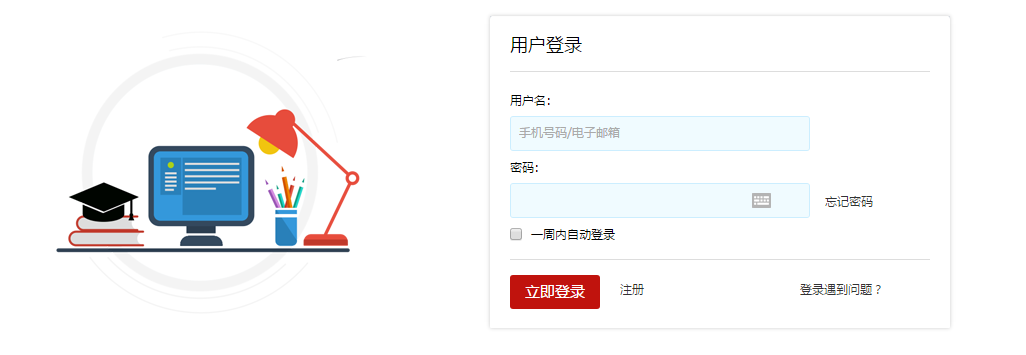 用户登录
用户名:
手机号码/电子邮箱
密码:
忘记密码
一周内自动登录
立即登录 注册 登录遇到问题？